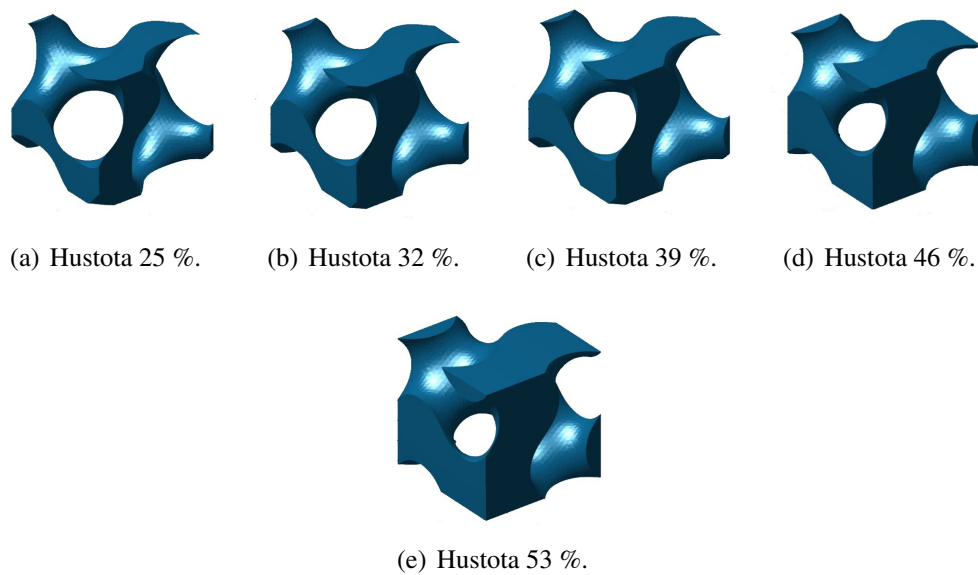 (a) Hustota 25 %.
(b) Hustota 32 %.
(c) Hustota 39 %.
(d) Hustota 46 %.
(e) Hustota 53 %.